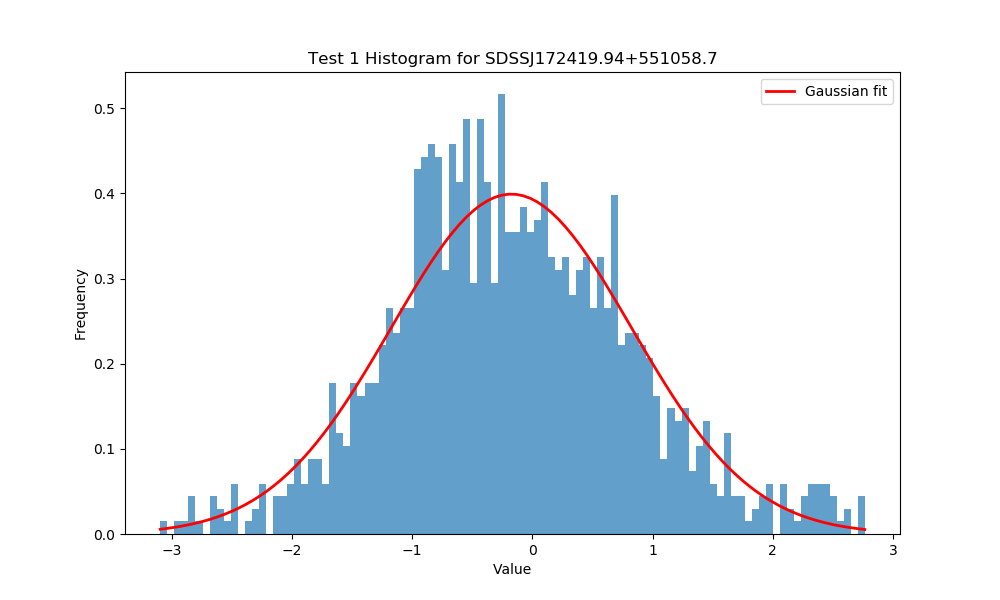 Test 1 Histogram for SDSSJ172419.94+551058.7
Gaussian fit
0.5
0.4
0.3
0.2
0.1
0.0
Frequency
−3 −2 −1 0 1 2 3
Value